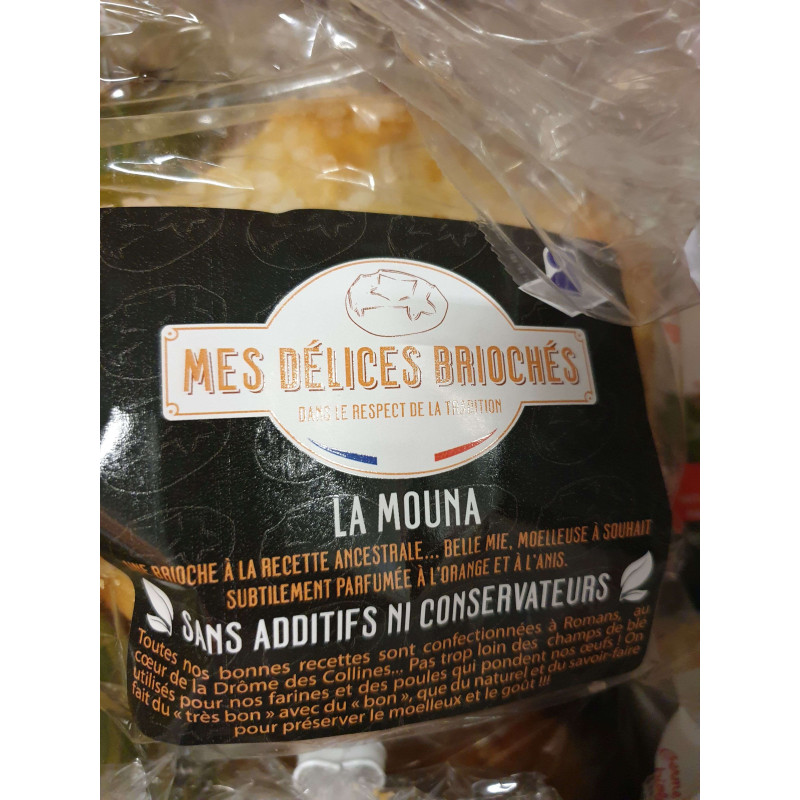 MES DÉLICES BRIOCHÉS
DANS LE RESPECT DE LA TRADITION
LA MOUNA
UNE BRIOCHE À LA RECETTE ANCESTRALE... BELLE MIE, MOELLEUSE À SOUHAIT
SUBTILEMENT PARFUMÉE À L'ORANGE ET À L'ANIS.
SANS ADDITIFS NI CONSERVATEURS
Toutes nos bonnes recettes sont confectionnées à Romans, au
cœur de la Drôme des Collines... Pas trop loin des champs de blé
utilisés pour nos farines et des poules qui pondent nos œufs ! On
fait du « très bon » avec du « bon », que du naturel et du savoir-faire
pour préserver le moelleux et le goût !!!